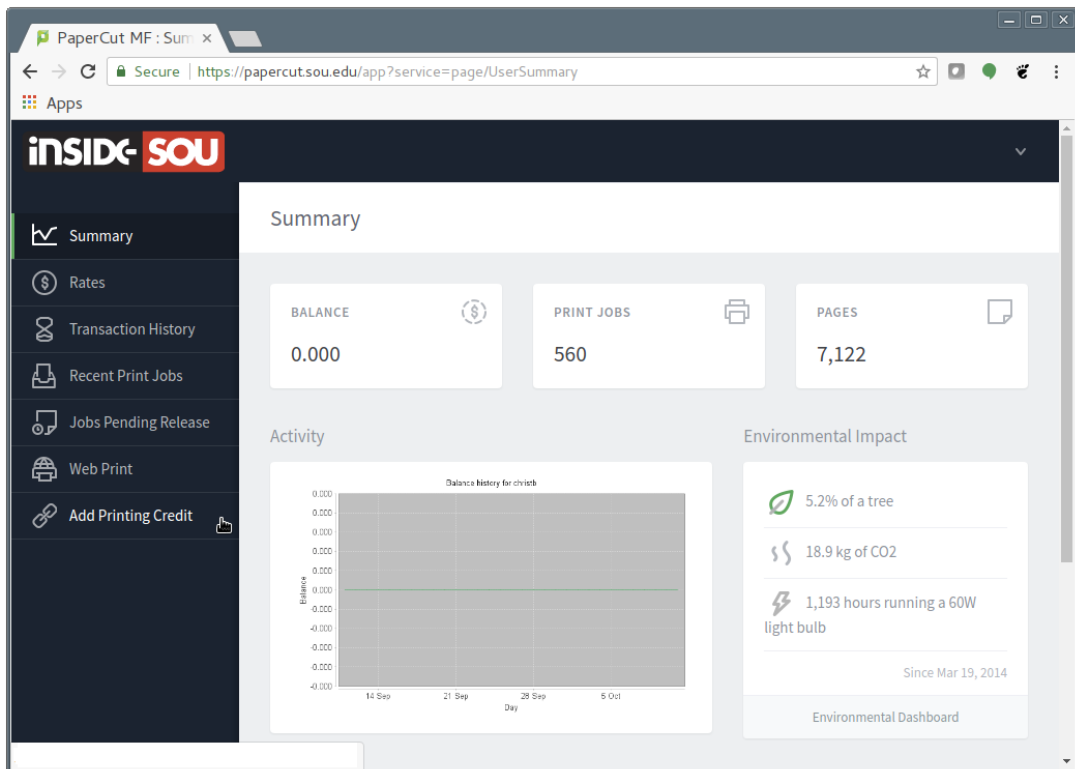 PaperCut MF : Sum
Secure https://papercut.sou.edu/app?service=page/UserSummary
Apps
inSIDE SOU
Summary
Summary
Rates
Transaction History
Recent Print Jobs
Jobs Pending Release
Web Print
Add Printing Credit
BALANCE
0.000
PRINT JOBS
560
PAGES
7,122
Activity
Balance history for christb
0.000
0.000
0.000
0.000
0.000
0.000
-0.000
-0.000
-0.000
-0.000
-0.000
Balance
14 Sep 21 Sep 28 Sep 5 Oct
Day
Environmental Impact
5.2% of a tree
18.9 kg of CO2
1,193 hours running a 60W
light bulb
Since Mar 19, 2014
Environmental Dashboard